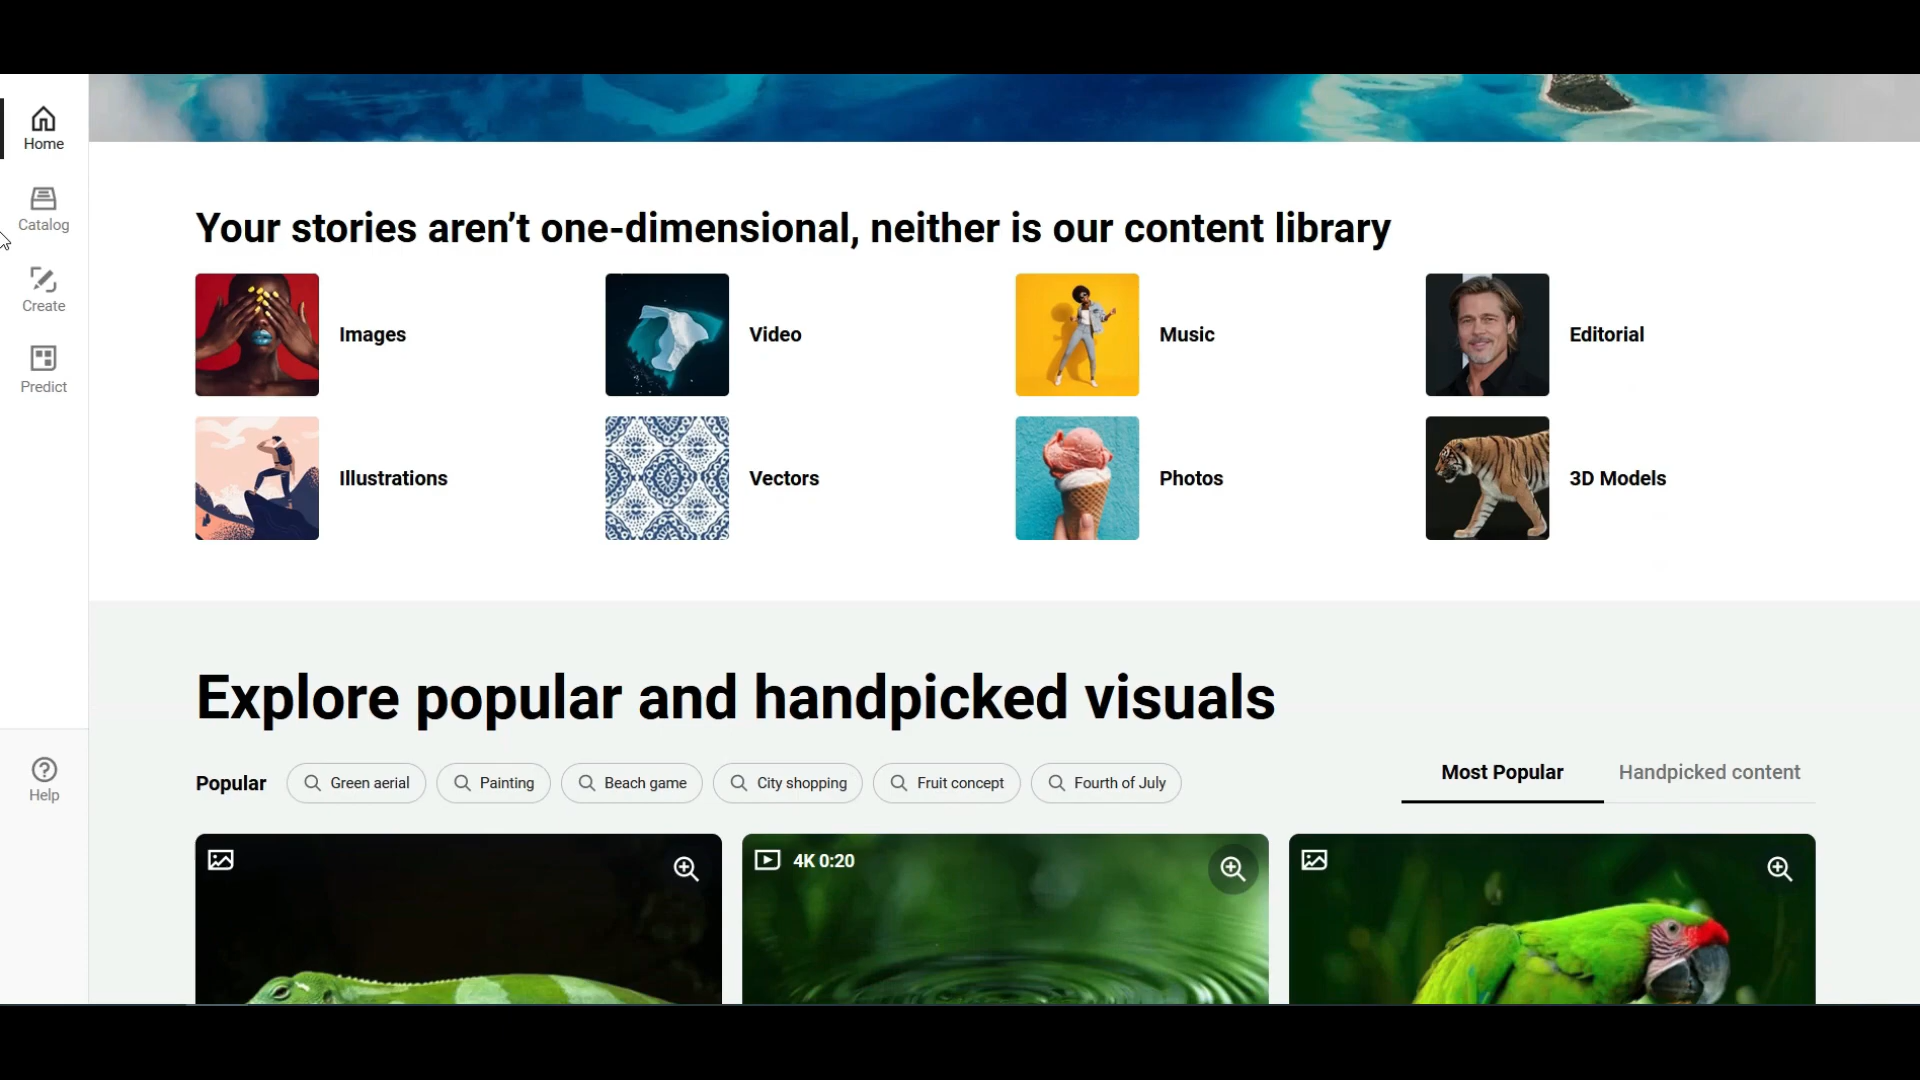 Home
Catalog
Create
Predict
Help
Your stories aren’t one-dimensional, neither is our content library
Images
Video
Music
Editorial
Illustrations
Vectors
Photos
3D Models
Explore popular and handpicked visuals
Popular
Green aerial
Painting
Beach game
City shopping
Fruit concept
Fourth of July
Most Popular
Handpicked content
4K 0:20